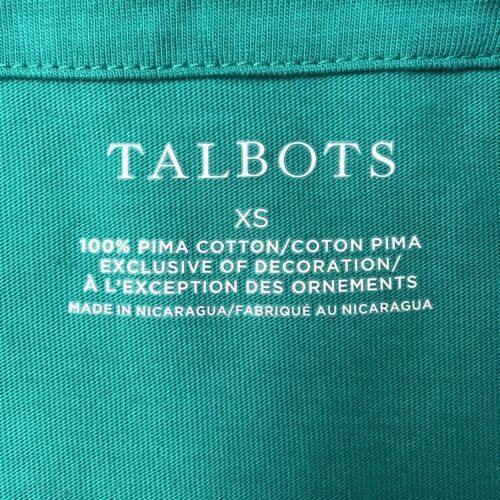 TALBOTS
XS
100% PIMA COTTON/COTON PIMA
EXCLUSIVE OF DECORATION/
À L'EXCEPTION DES ORNEMENTS
MADE IN NICARAGUA/FABRIQUÉ AU NICARAGUA